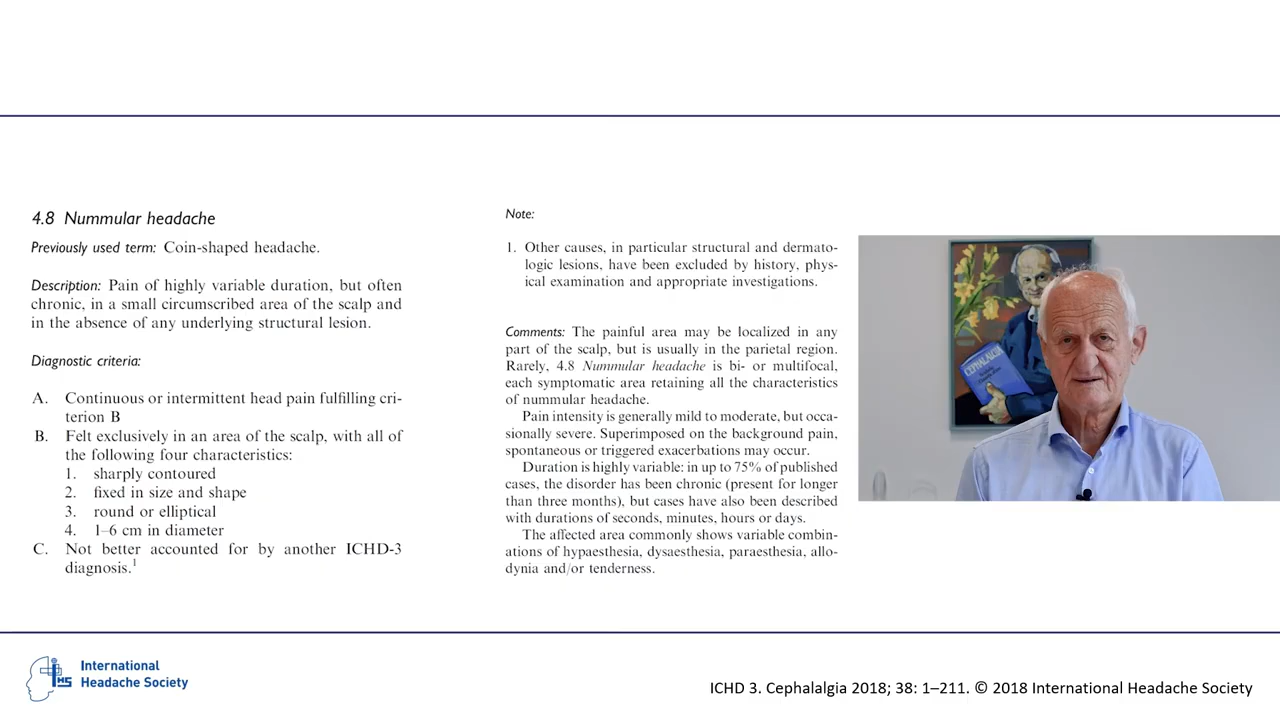 4.8 Nummular headache
Previously used term: Coin-shaped headache.
Description: Pain of highly variable duration, but often
chronic, in a small circumscribed area of the scalp and
in the absence of any underlying structural lesion.
Diagnostic criteria:
A. Continuous or intermittent head pain fulfilling cri-
terion B
B. Felt exclusively in an area of the scalp, with all of
the following four characteristics:
1. sharply contoured
2. fixed in size and shape
3. round or elliptical
4. 1–6 cm in diameter
C. Not better accounted for by another ICHD-3
diagnosis.1
Note:
1. Other causes, in particular structural and dermato-
logic lesions, have been excluded by history, phys-
ical examination and appropriate investigations.
Comments: The painful area may be localized in any
part of the scalp, but is usually in the parietal region.
Rarely, 4.8 Nummular headache is bi- or multifocal,
each symptomatic area retaining all the characteristics
of nummular headache.
Pain intensity is generally mild to moderate, but occa-
sionally severe. Superimposed on the background pain,
spontaneous or triggered exacerbations may occur.
Duration is highly variable: in up to 75% of published
cases, the disorder has been chronic (present for longer
than three months), but cases have also been described
with durations of seconds, minutes, hours or days.
The affected area commonly shows variable combin-
ations of hypaesthesia, dysaesthesia, paraesthesia, allo-
dynia and/or tenderness.
CEPHALALGIA
IHS
International
Headache Society
ICHD 3. Cephalalgia 2018; 38: 1–211. © 2018 International Headache Society